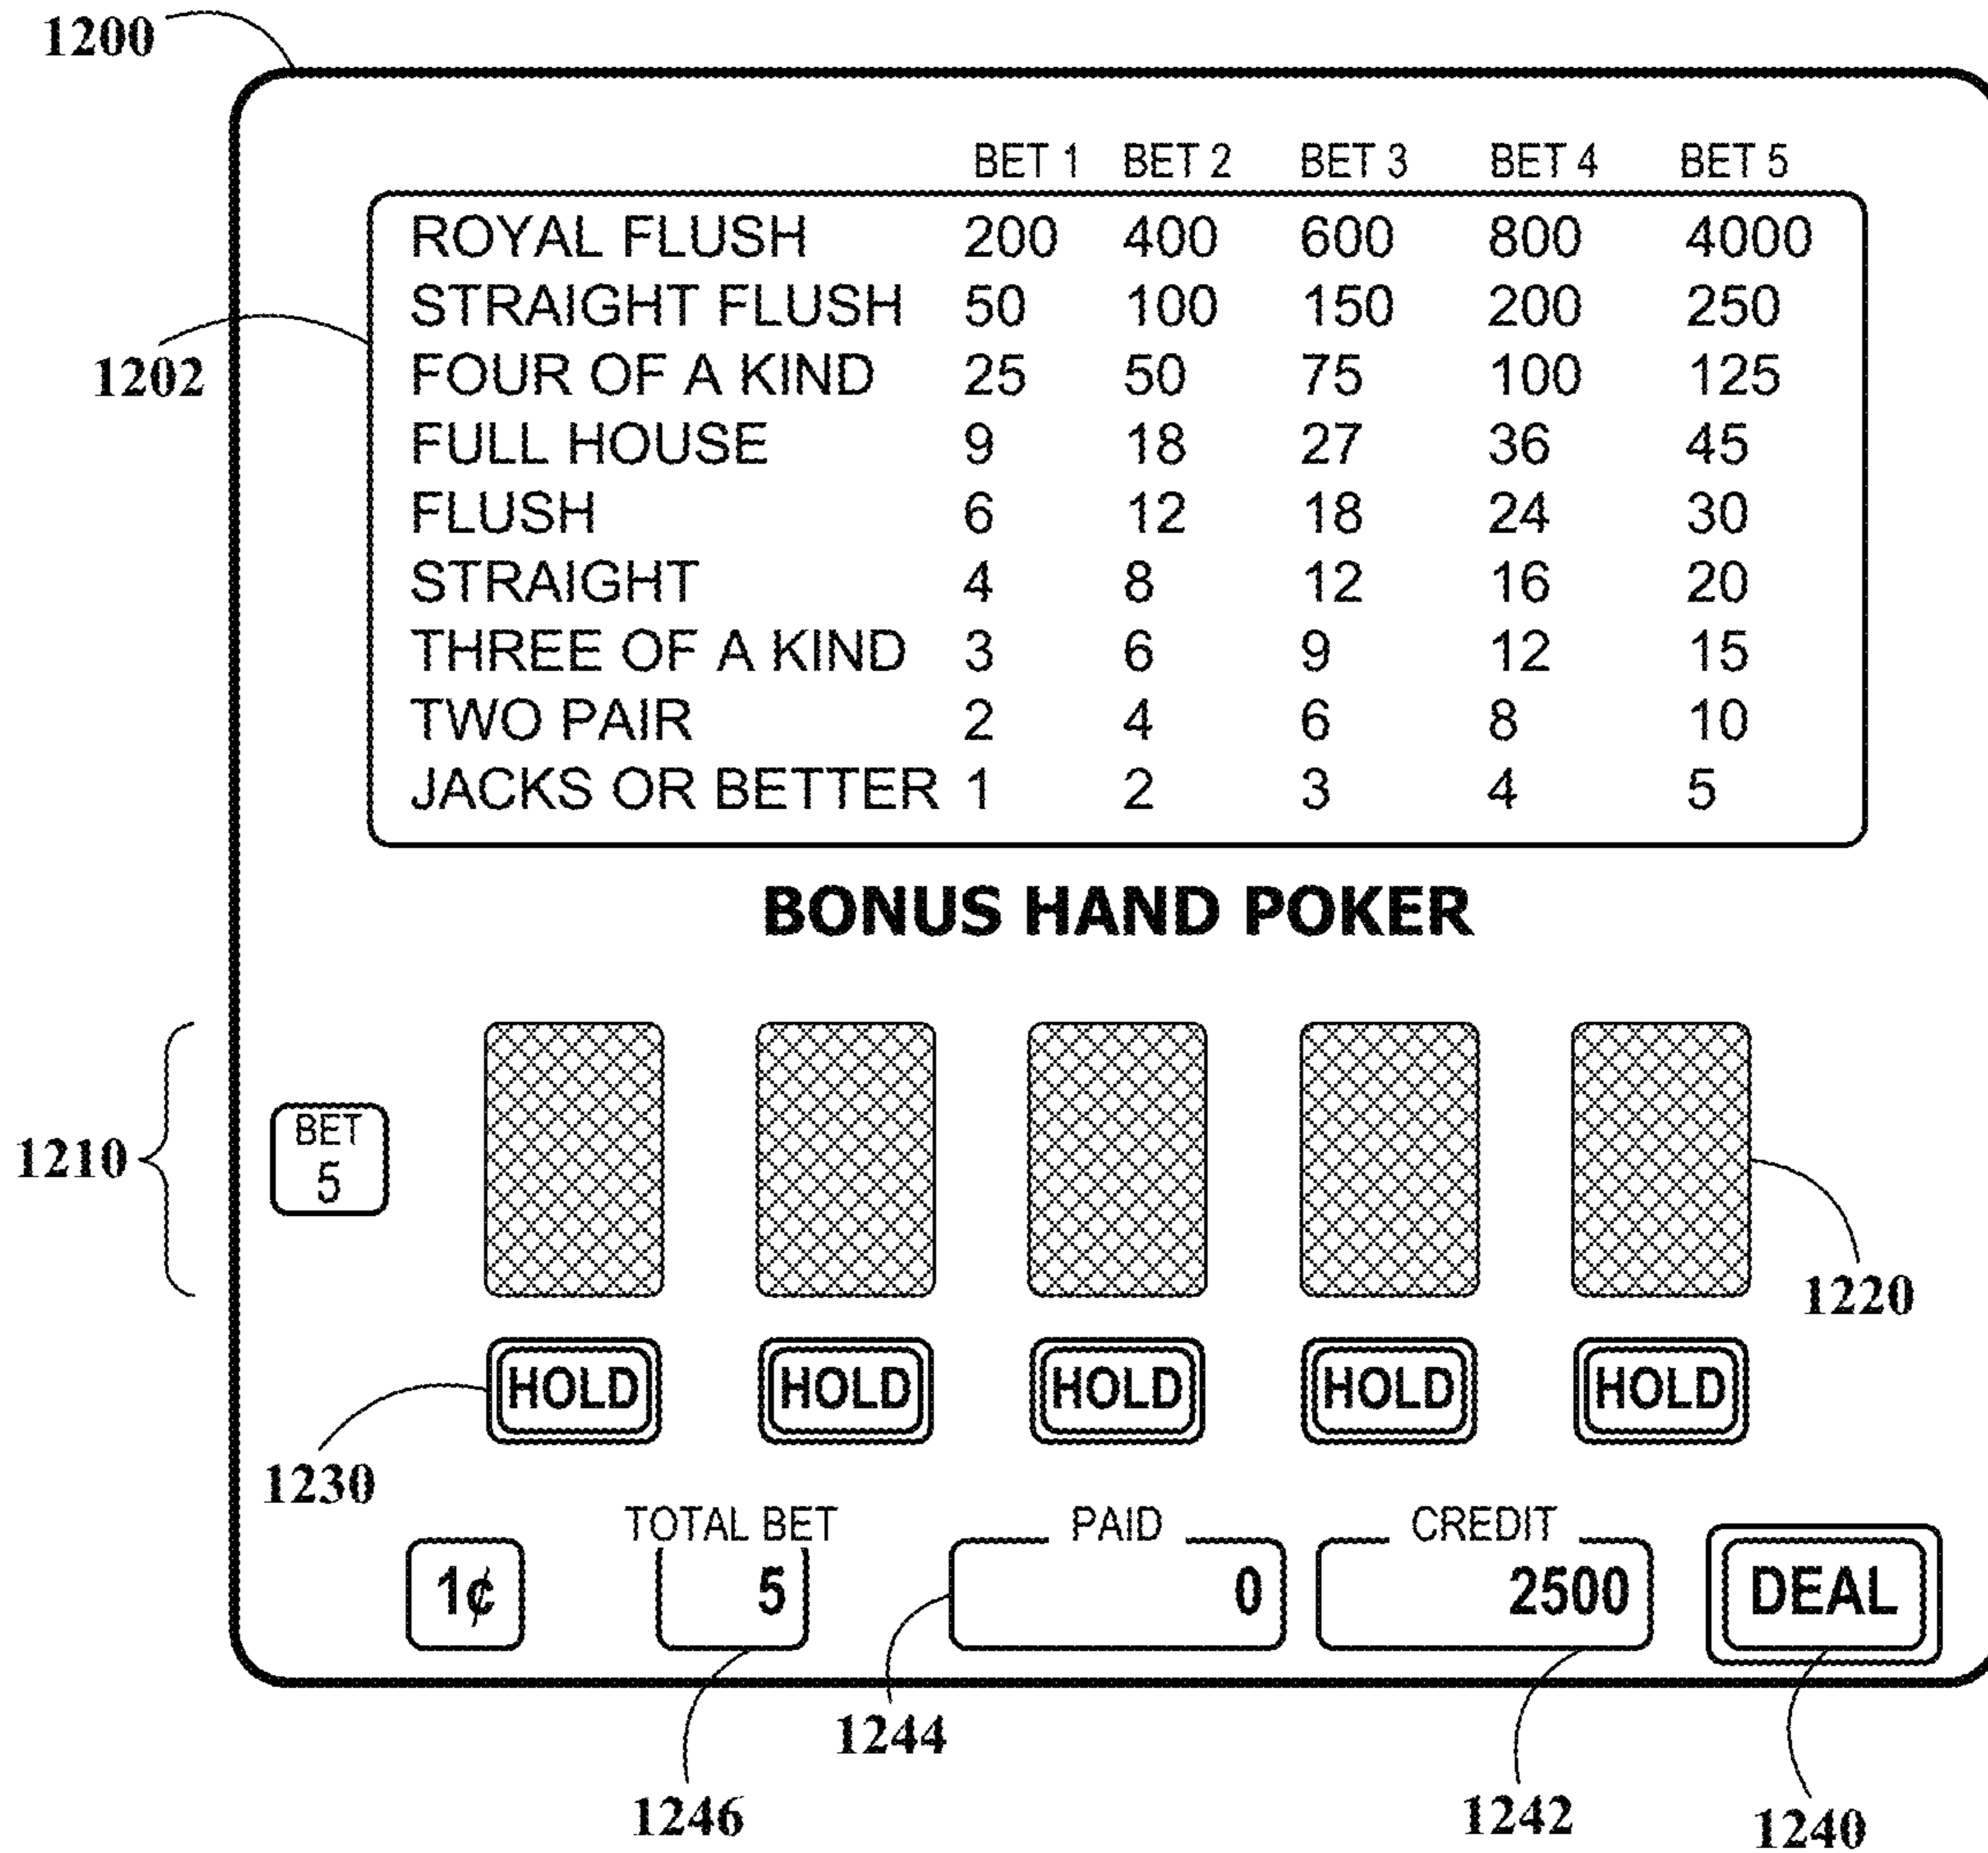 1200
BET 1 BET 2 BET 3 BET 4 BET 5
ROYAL FLUSH 200 400 600 800 4000
STRAIGHT FLUSH 50 100 150 200 250
1202
FOUR OF A KIND 25 50 75 100 125
FULL HOUSE 9 18 27 36 45
FLUSH 6 12 18 24 30
STRAIGHT 4 8 12 16 20
THREE OF A KIND 3 6 9 12 15
TWO PAIR 2 4 6 8 10
JACKS OR BETTER 1 2 3 4 5
BONUS HAND POKER
1210
BET
5
1220
HOLD HOLD HOLD HOLD HOLD
1230
TOTAL BET PAID CREDIT
1¢ 5 0 2500 DEAL
1244
1246 1242 1240